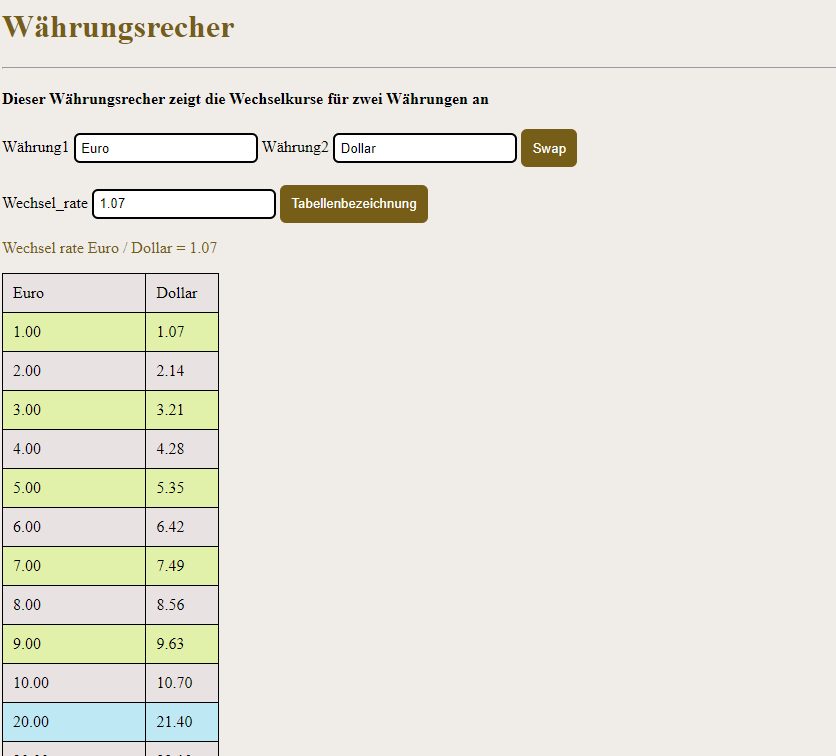 Währungsrecher
Dieser Währungsrecher zeigt die Wechselkurse für zwei Währungen an
Währung1 Euro Währung2 Dollar Swap
Wechsel_rate 1.07 Tabellenbezeichnung
Wechsel rate Euro / Dollar = 1.07
Euro Dollar
1.00 1.07
2.00 2.14
3.00 3.21
4.00 4.28
5.00 5.35
6.00 6.42
7.00 7.49
8.00 8.56
9.00 9.63
10.00 10.70
20.00 21.40